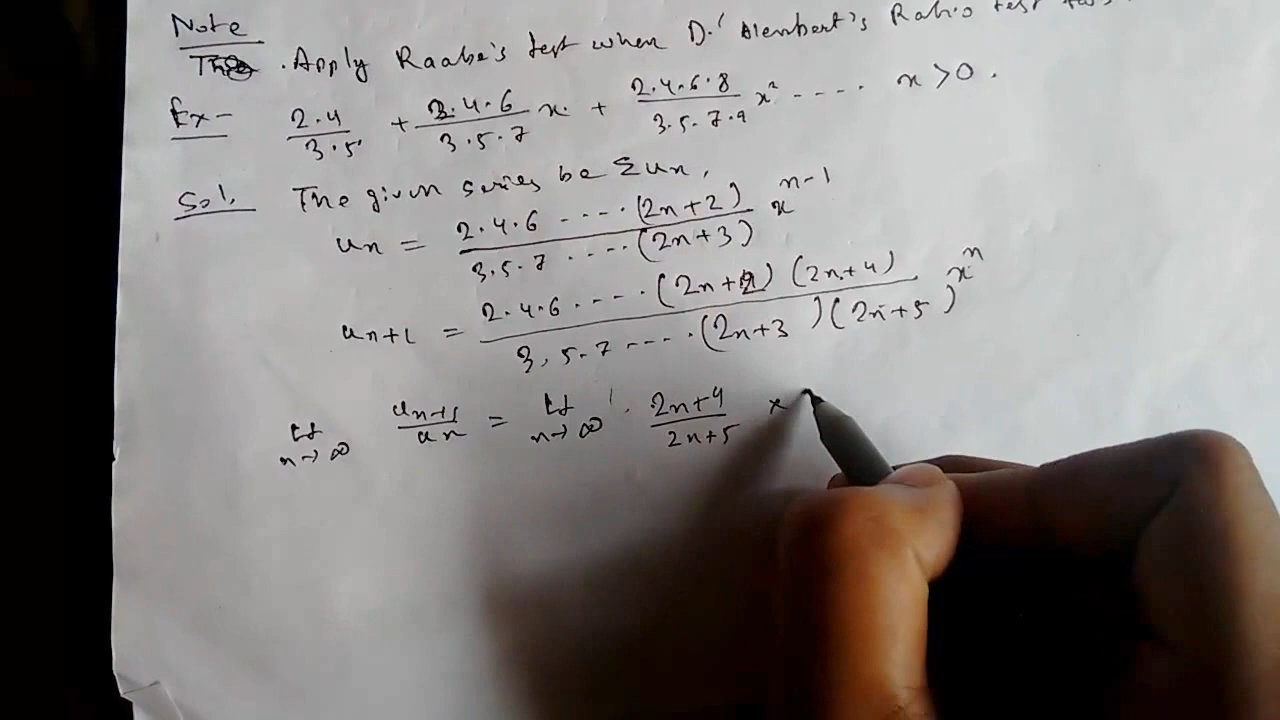 Note
. Apply Raabe's test when D.' Alembert's Ratio test
Ex- 2.4/3.5 + 2.4.6/3.5.7 x. + 2.4.6.8/3.5.7.9 x² - - - - . x>0.
Sol. The given series be Σun,
un = 2.4.6 - - - - . (2n+2)/3.5.7 . . . . . (2n+3) x^n-1
un+1 = 2.4.6 . - - - . (2n+2) (2n+4)/3.5.7 - - - - . (2n+3) (2n+5) x^n
lt n→∞ un+1/un = lt n→∞ . 2n+4/2n+5 ×